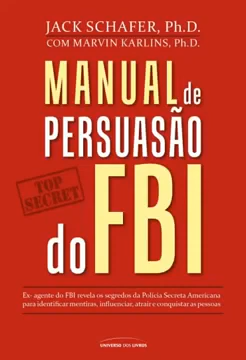 JACK SCHAFER, Ph.D.
COM MARVIN KARLINS, Ph.D.
MANUAL de
PERSUASÃO
TOP
SECRET
do FBI
Ex- agente do FBI revela os segredos da Polícia Secreta Americana
para identificar mentiras, influenciar, atrair e conquistar as pessoas
UNIVERSO DOS LIVROS